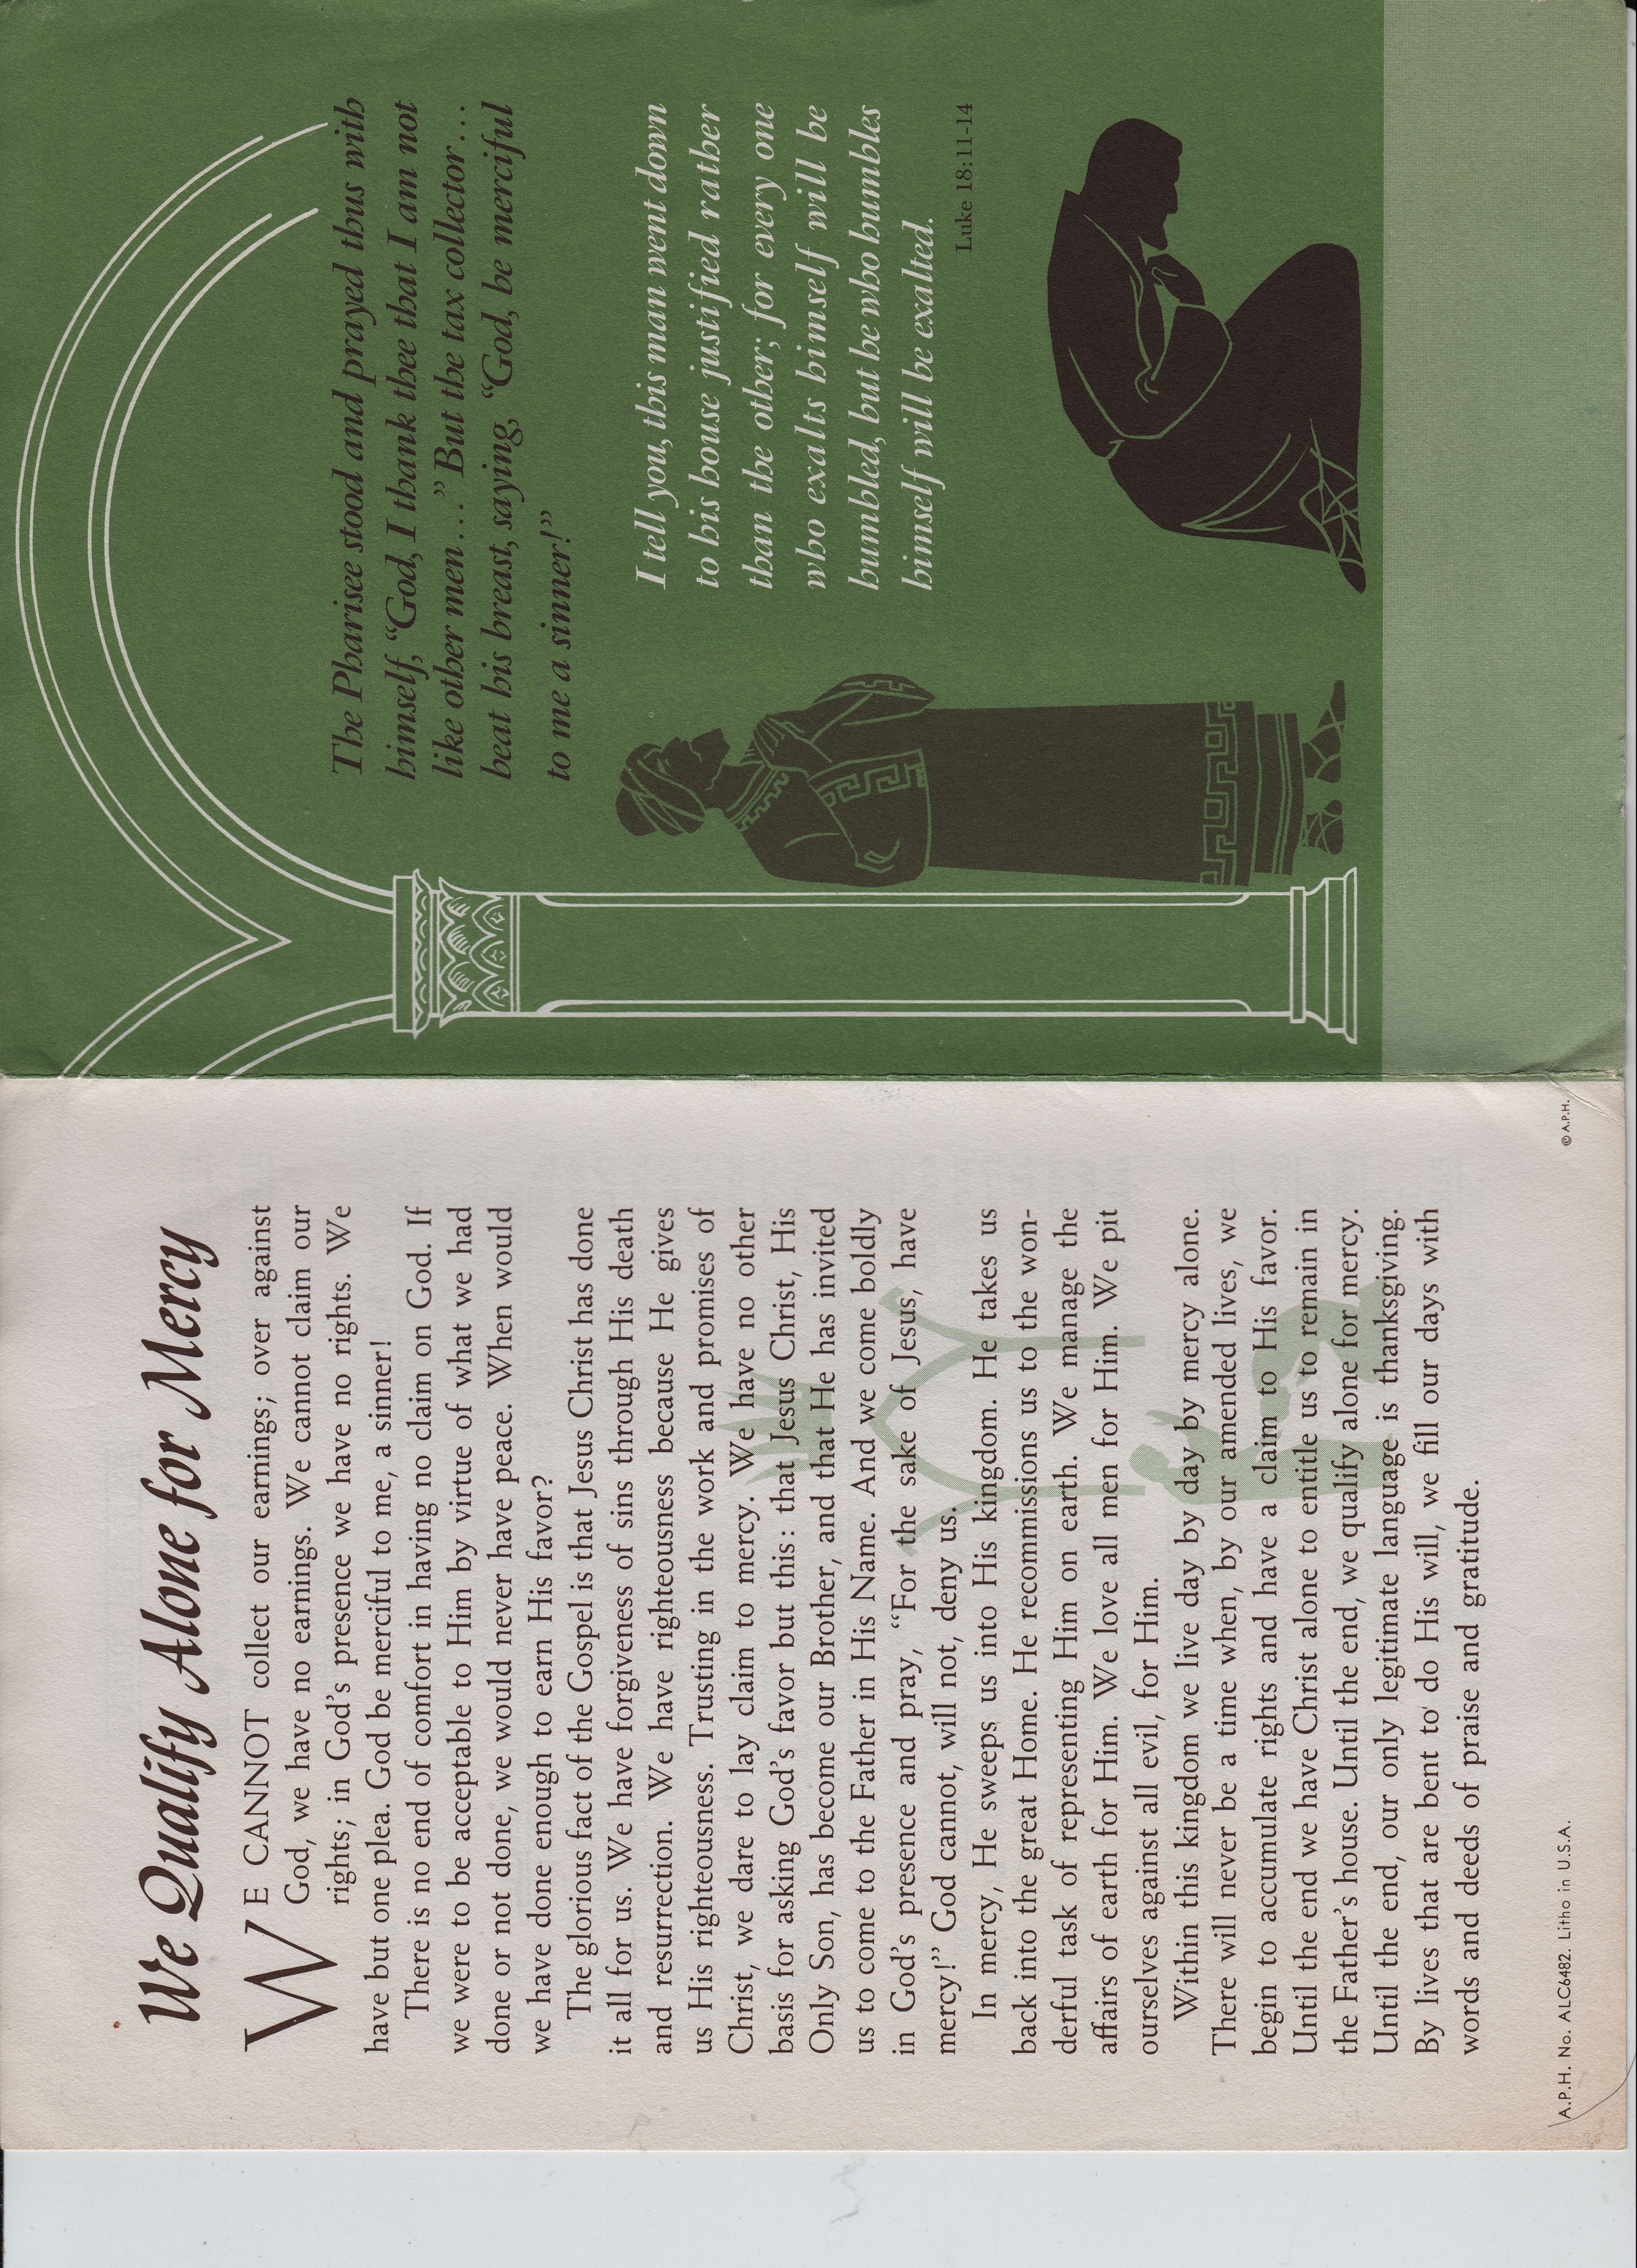 We Qualify Alone for Mercy
WE CANNOT collect our earnings; over against
God, we have no earnings. We cannot claim our
rights; in God's presence we have no rights. We
have but one plea. God be merciful to me, a sinner!
There is no end of comfort in having no claim on God. If
we were to be acceptable to Him by virtue of what we had
done or not done, we would never have peace. When would
we have done enough to earn His favor?
The glorious fact of the Gospel is that Jesus Christ has done
it all for us. We have forgiveness of sins through His death
and resurrection. We have righteousness because He gives
us His righteousness. Trusting in the work and promises of
Christ, we dare to lay claim to mercy. We have no other
basis for asking God's favor but this: that Jesus Christ, His
Only Son, has become our Brother, and that He has invited
us to come to the Father in His Name. And we come boldly
in God's presence and pray, “For the sake of Jesus, have
mercy!” God cannot, will not, deny us.
In mercy, He sweeps us into His kingdom. He takes us
back into the great Home. He recommissions us to the won-
derful task of representing Him on earth. We manage the
affairs of earth for Him. We love all men for Him. We pit
ourselves against all evil, for Him.
Within this kingdom we live day by day by mercy alone.
There will never be a time when, by our amended lives, we
begin to accumulate rights and have a claim to His favor.
Until the end we have Christ alone to entitle us to remain in
the Father's house. Until the end, we qualify alone for mercy.
Until the end, our only legitimate language is thanksgiving.
By lives that are bent to do His will, we fill our days with
words and deeds of praise and gratitude.
A.P.H. No. ALC6482. Litho in U.S.A.
© A.P.H.
The Pharisee stood and prayed thus with
himself, “God, I thank thee that I am not
like other men...” But the tax collector...
beat his breast, saying, “God, be merciful
to me a sinner!”
I tell you, this man went down
to his house justified rather
than the other; for every one
who exalts himself will be
humbled, but he who humbles
himself will be exalted.
Luke 18:11-14